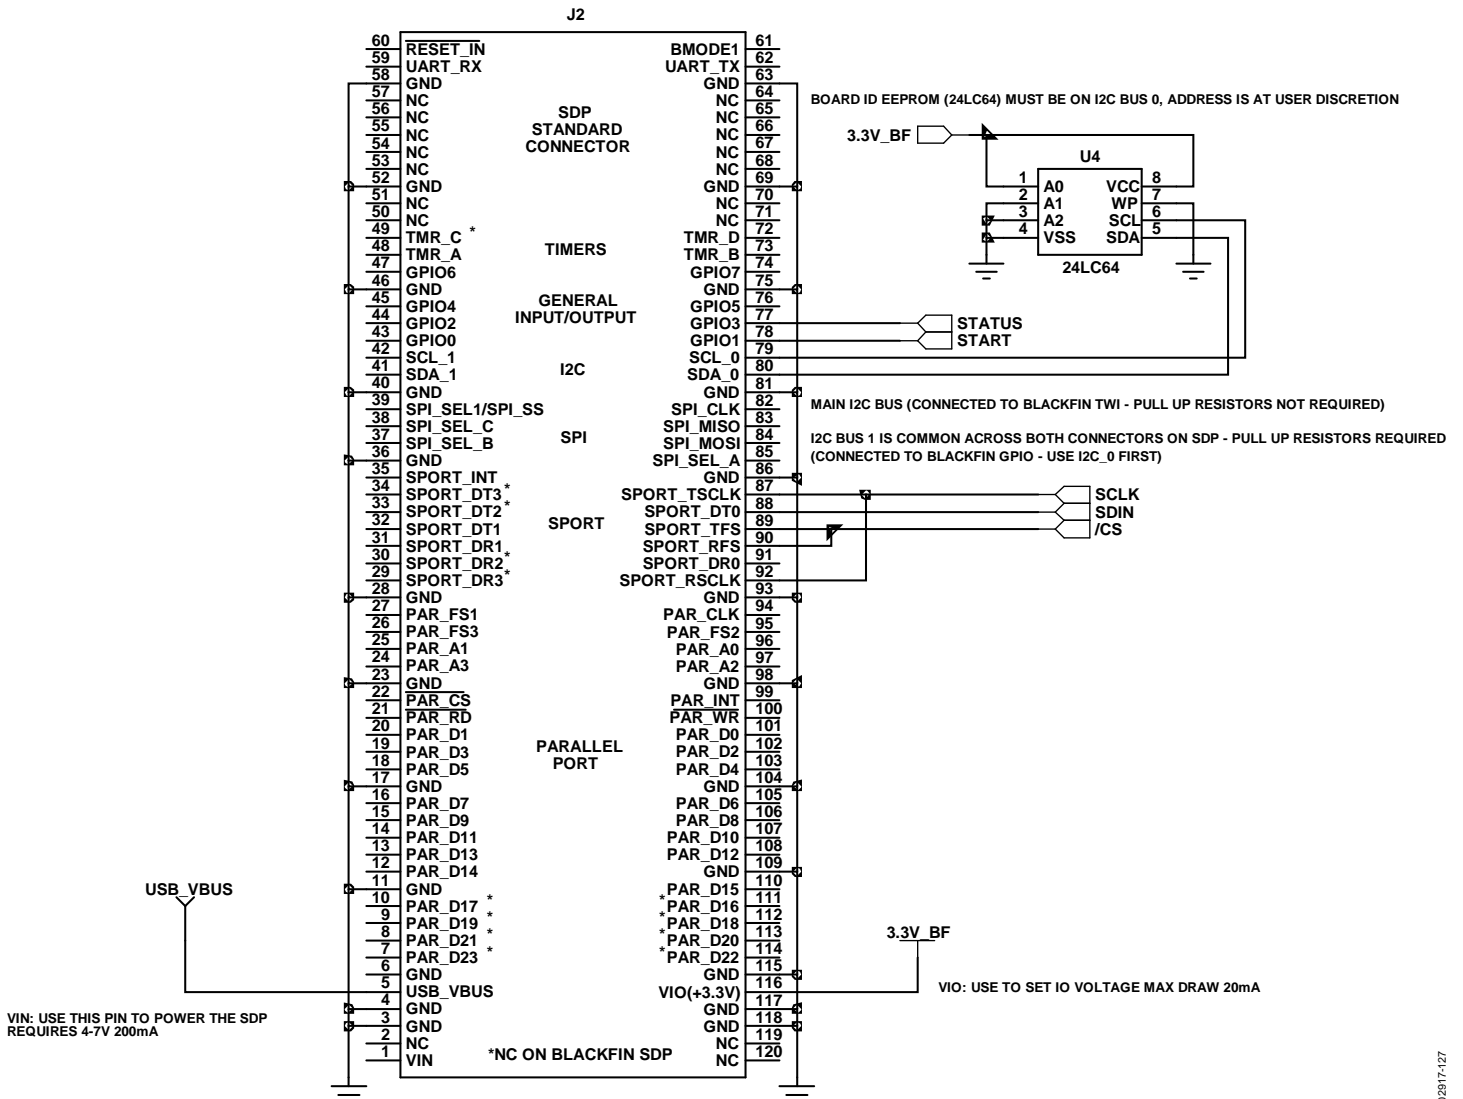 J2
60 RESET_IN BMODE1 61
59 UART_RX UART_TX 62
58 GND GND 63
57 NC NC 64
56 NC NC 65
55 NC NC 66
54 NC NC 67
53 NC NC 68
52 GND GND 69
51 NC NC 70
50 NC NC 71
49 TMR_C * TMR_D 72
48 TMR_A TMR_B 73
47 GPIO6 GPIO7 74
46 GND GND 75
45 GPIO4 GPIO5 76
44 GPIO2 GPIO3 77
43 GPIO0 GPIO1 78
42 SCL_1 SCL_0 79
41 SDA_1 SDA_0 80
40 GND GND 81
39 SPI_SEL1/SPI_SS SPI_CLK 82
38 SPI_SEL_C SPI_MISO 83
37 SPI_SEL_B SPI_MOSI 84
36 GND SPI_SEL_A 85
35 SPORT_INT GND 86
34 SPORT_DT3* SPORT_TSCLK 87
33 SPORT_DT2* SPORT_DT0 88
32 SPORT_DT1 SPORT_TFS 89
31 SPORT_DR1 SPORT_RFS 90
30 SPORT_DR2* SPORT_DR0 91
29 SPORT_DR3* SPORT_RSCLK 92
28 GND GND 93
27 PAR_FS1 PAR_CLK 94
26 PAR_FS3 PAR_FS2 95
25 PAR_A1 PAR_A0 96
24 PAR_A3 PAR_A2 97
23 GND GND 98
22 PAR_CS PAR_INT 99
21 PAR_RD PAR_WR 100
20 PAR_D1 PAR_D0 101
19 PAR_D3 PAR_D2 102
18 PAR_D5 PAR_D4 103
17 GND GND 104
16 PAR_D7 PAR_D6 105
15 PAR_D9 PAR_D8 106
14 PAR_D11 PAR_D10 107
13 PAR_D13 PAR_D12 108
12 PAR_D14 GND 109
11 GND PAR_D15 110
10 PAR_D17 * *PAR_D16 111
9 PAR_D19 * PAR_D18 112
8 PAR_D21 * *PAR_D20 113
7 PAR_D23 * *PAR_D22 114
6 GND GND 115
5 USB_VBUS VIO(+3.3V) 116
4 GND GND 117
3 GND GND 118
2 NC NC 119
1 VIN NC 120
*NC ON BLACKFIN SDP
SDP
STANDARD
CONNECTOR
TIMERS
GENERAL
INPUT/OUTPUT
I2C
SPI
SPORT
PARALLEL
PORT
USB_VBUS
VIN: USE THIS PIN TO POWER THE SDP
REQUIRES 4-7V 200mA
BOARD ID EEPROM (24LC64) MUST BE ON I2C BUS 0, ADDRESS IS AT USER DISCRETION
3.3V_BF
U4
1 A0 VCC 8
2 A1 WP 7
3 A2 SCL 6
4 VSS SDA 5
24LC64
STATUS
START
MAIN I2C BUS (CONNECTED TO BLACKFIN TWI - PULL UP RESISTORS NOT REQUIRED)
I2C BUS 1 IS COMMON ACROSS BOTH CONNECTORS ON SDP - PULL UP RESISTORS REQUIRED
(CONNECTED TO BLACKFIN GPIO - USE I2C_0 FIRST)
SCLK
SDIN
/CS
3.3V_BF
VIO: USE TO SET IO VOLTAGE MAX DRAW 20mA
02917-127